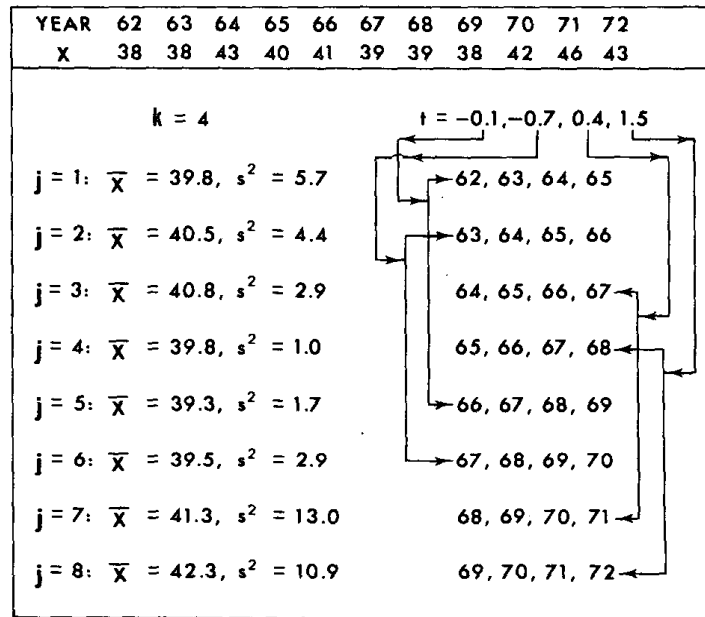 YEAR 62 63 64 65 66 67 68 69 70 71 72
X 38 38 43 40 41 39 39 38 42 46 43
k = 4 t = −0.1, −0.7, 0.4, 1.5
j = 1: X̄ = 39.8, s² = 5.7 62, 63, 64, 65
j = 2: X̄ = 40.5, s² = 4.4 63, 64, 65, 66
j = 3: X̄ = 40.8, s² = 2.9 64, 65, 66, 67
j = 4: X̄ = 39.8, s² = 1.0 65, 66, 67, 68
j = 5: X̄ = 39.3, s² = 1.7 66, 67, 68, 69
j = 6: X̄ = 39.5, s² = 2.9 67, 68, 69, 70
j = 7: X̄ = 41.3, s² = 13.0 68, 69, 70, 71
j = 8: X̄ = 42.3, s² = 10.9 69, 70, 71, 72